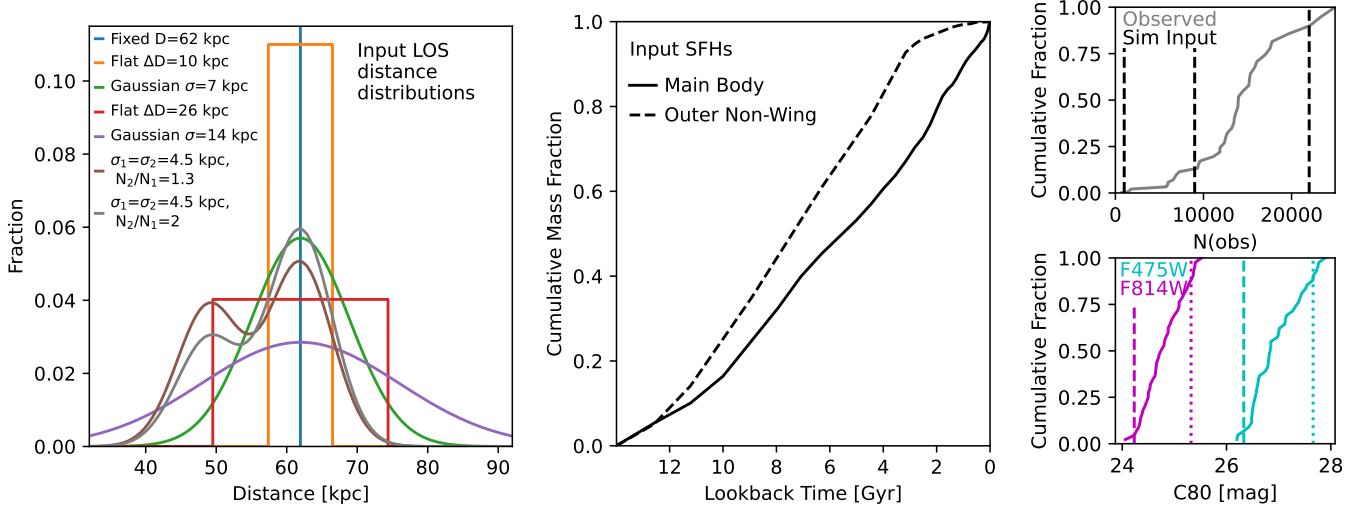 Fixed D=62 kpc
Flat ΔD=10 kpc
Gaussian σ=7 kpc
Flat ΔD=26 kpc
Gaussian σ=14 kpc
σ₁=σ₂=4.5 kpc,
N₂/N₁=1.3
σ₁=σ₂=4.5 kpc,
N₂/N₁=2
Input LOS
distance
distributions
0.10
0.08
0.06
0.04
0.02
0.00
Fraction
40
50
60
70
80
90
Distance [kpc]
Input SFHs
Main Body
Outer Non-Wing
1.0
0.8
0.6
0.4
0.2
0.0
Cumulative Mass Fraction
12
10
8
6
4
2
0
Lookback Time [Gyr]
Observed
Sim Input
1.00
0.75
0.50
0.25
0.00
Cumulative Fraction
0
10000
20000
N(obs)
F475W
F814W
1.00
0.75
0.50
0.25
0.00
Cumulative Fraction
24
26
28
C80 [mag]